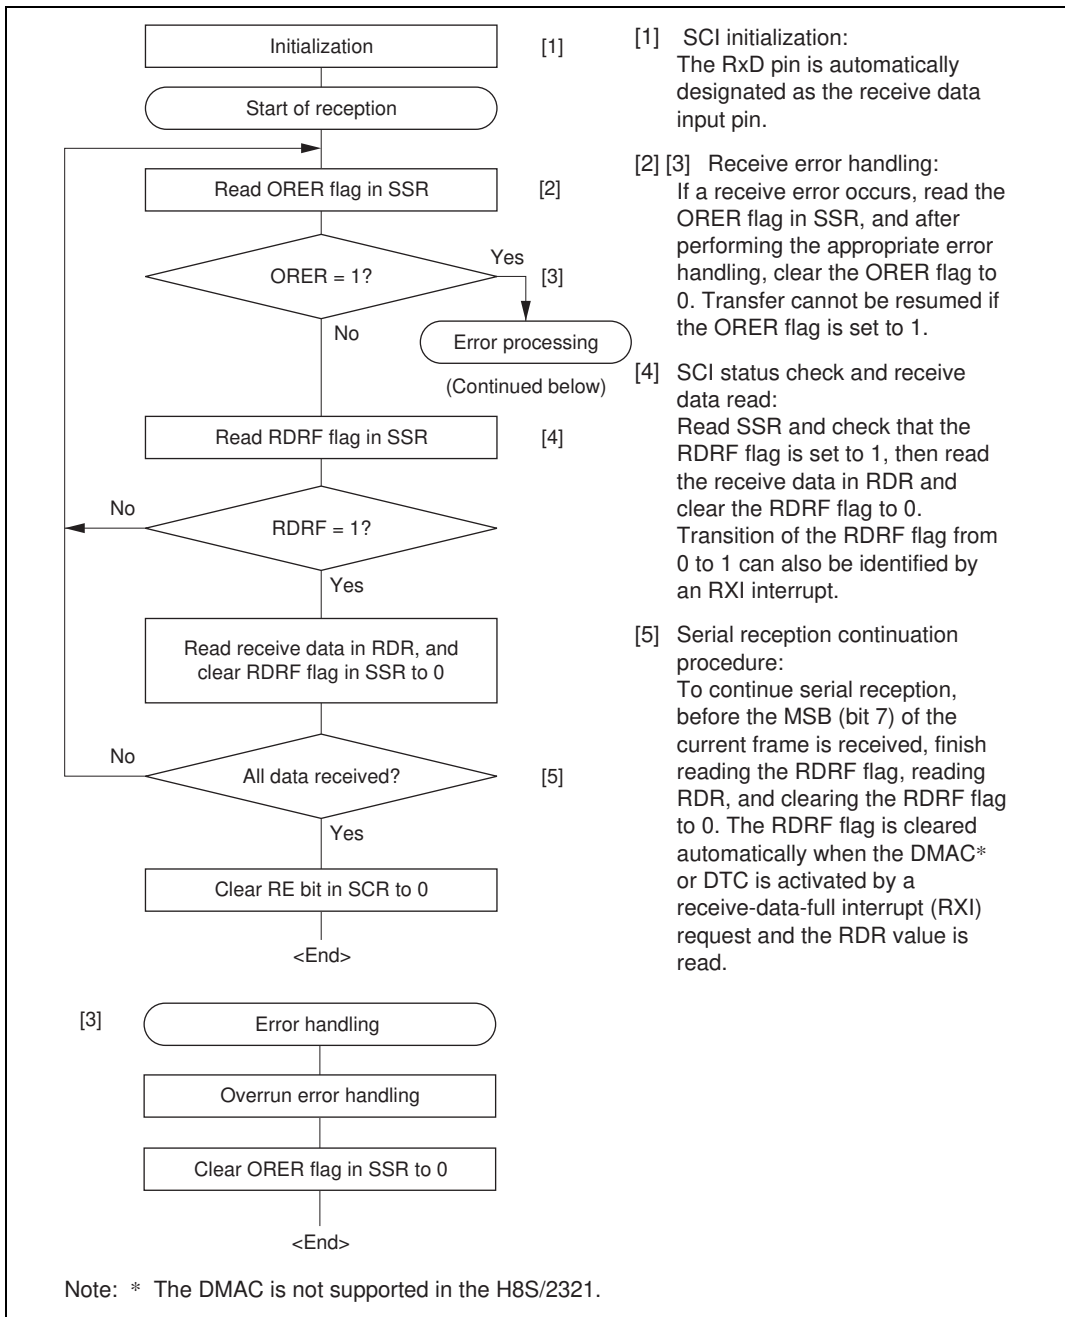 Initialization
[1]
Start of reception
Read ORER flag in SSR
[2]
ORER = 1?
Yes
[3]
No
Error processing
(Continued below)
Read RDRF flag in SSR
[4]
No
RDRF = 1?
Yes
Read receive data in RDR, and
clear RDRF flag in SSR to 0
No
All data received?
[5]
Yes
Clear RE bit in SCR to 0
<End>
[3]
Error handling
Overrun error handling
Clear ORER flag in SSR to 0
<End>
[1] SCI initialization:
The RxD pin is automatically
designated as the receive data
input pin.
[2] [3] Receive error handling:
If a receive error occurs, read the
ORER flag in SSR, and after
performing the appropriate error
handling, clear the ORER flag to
0. Transfer cannot be resumed if
the ORER flag is set to 1.
[4] SCI status check and receive
data read:
Read SSR and check that the
RDRF flag is set to 1, then read
the receive data in RDR and
clear the RDRF flag to 0.
Transition of the RDRF flag from
0 to 1 can also be identified by
an RXI interrupt.
[5] Serial reception continuation
procedure:
To continue serial reception,
before the MSB (bit 7) of the
current frame is received, finish
reading the RDRF flag, reading
RDR, and clearing the RDRF flag
to 0. The RDRF flag is cleared
automatically when the DMAC*
or DTC is activated by a
receive-data-full interrupt (RXI)
request and the RDR value is
read.
Note: * The DMAC is not supported in the H8S/2321.